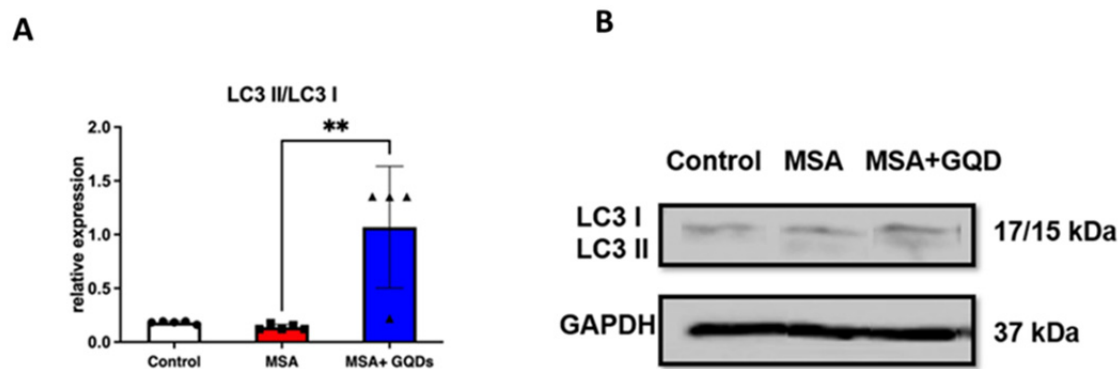 A
LC3 II/LC3 I
**
relative expression
2.0
1.5
1.0
0.5
0.0
Control MSA MSA+ GQDs
B
Control MSA MSA+GQD
LC3 I
LC3 II
17/15 kDa
GAPDH
37 kDa